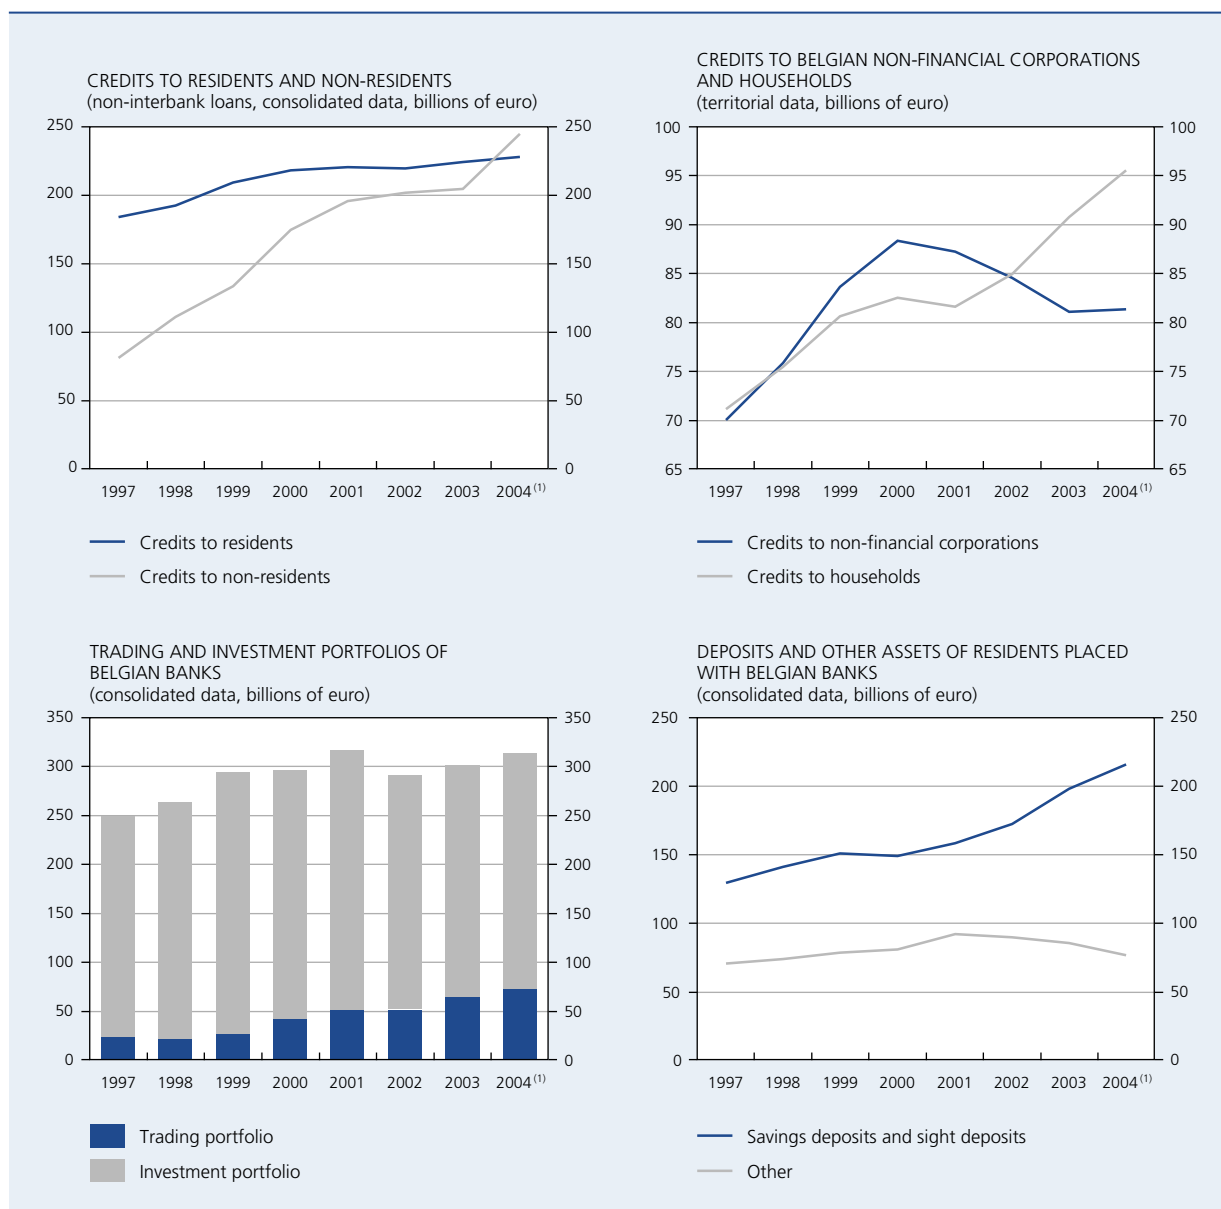 CREDITS TO RESIDENTS AND NON-RESIDENTS
(non-interbank loans, consolidated data, billions of euro)
250 250
200 200
150 150
100 100
50 50
0 0
1997 1998 1999 2000 2001 2002 2003 2004 (1)
Credits to residents
Credits to non-residents
CREDITS TO BELGIAN NON-FINANCIAL CORPORATIONS
AND HOUSEHOLDS
(territorial data, billions of euro)
100 100
95 95
90 90
85 85
80 80
75 75
70 70
65 65
1997 1998 1999 2000 2001 2002 2003 2004 (1)
Credits to non-financial corporations
Credits to households
TRADING AND INVESTMENT PORTFOLIOS OF
BELGIAN BANKS
(consolidated data, billions of euro)
350 350
300 300
250 250
200 200
150 150
100 100
50 50
0 0
1997 1998 1999 2000 2001 2002 2003 2004 (1)
Trading portfolio
Investment portfolio
DEPOSITS AND OTHER ASSETS OF RESIDENTS PLACED
WITH BELGIAN BANKS
(consolidated data, billions of euro)
250 250
200 200
150 150
100 100
50 50
0 0
1997 1998 1999 2000 2001 2002 2003 2004 (1)
Savings deposits and sight deposits
Other